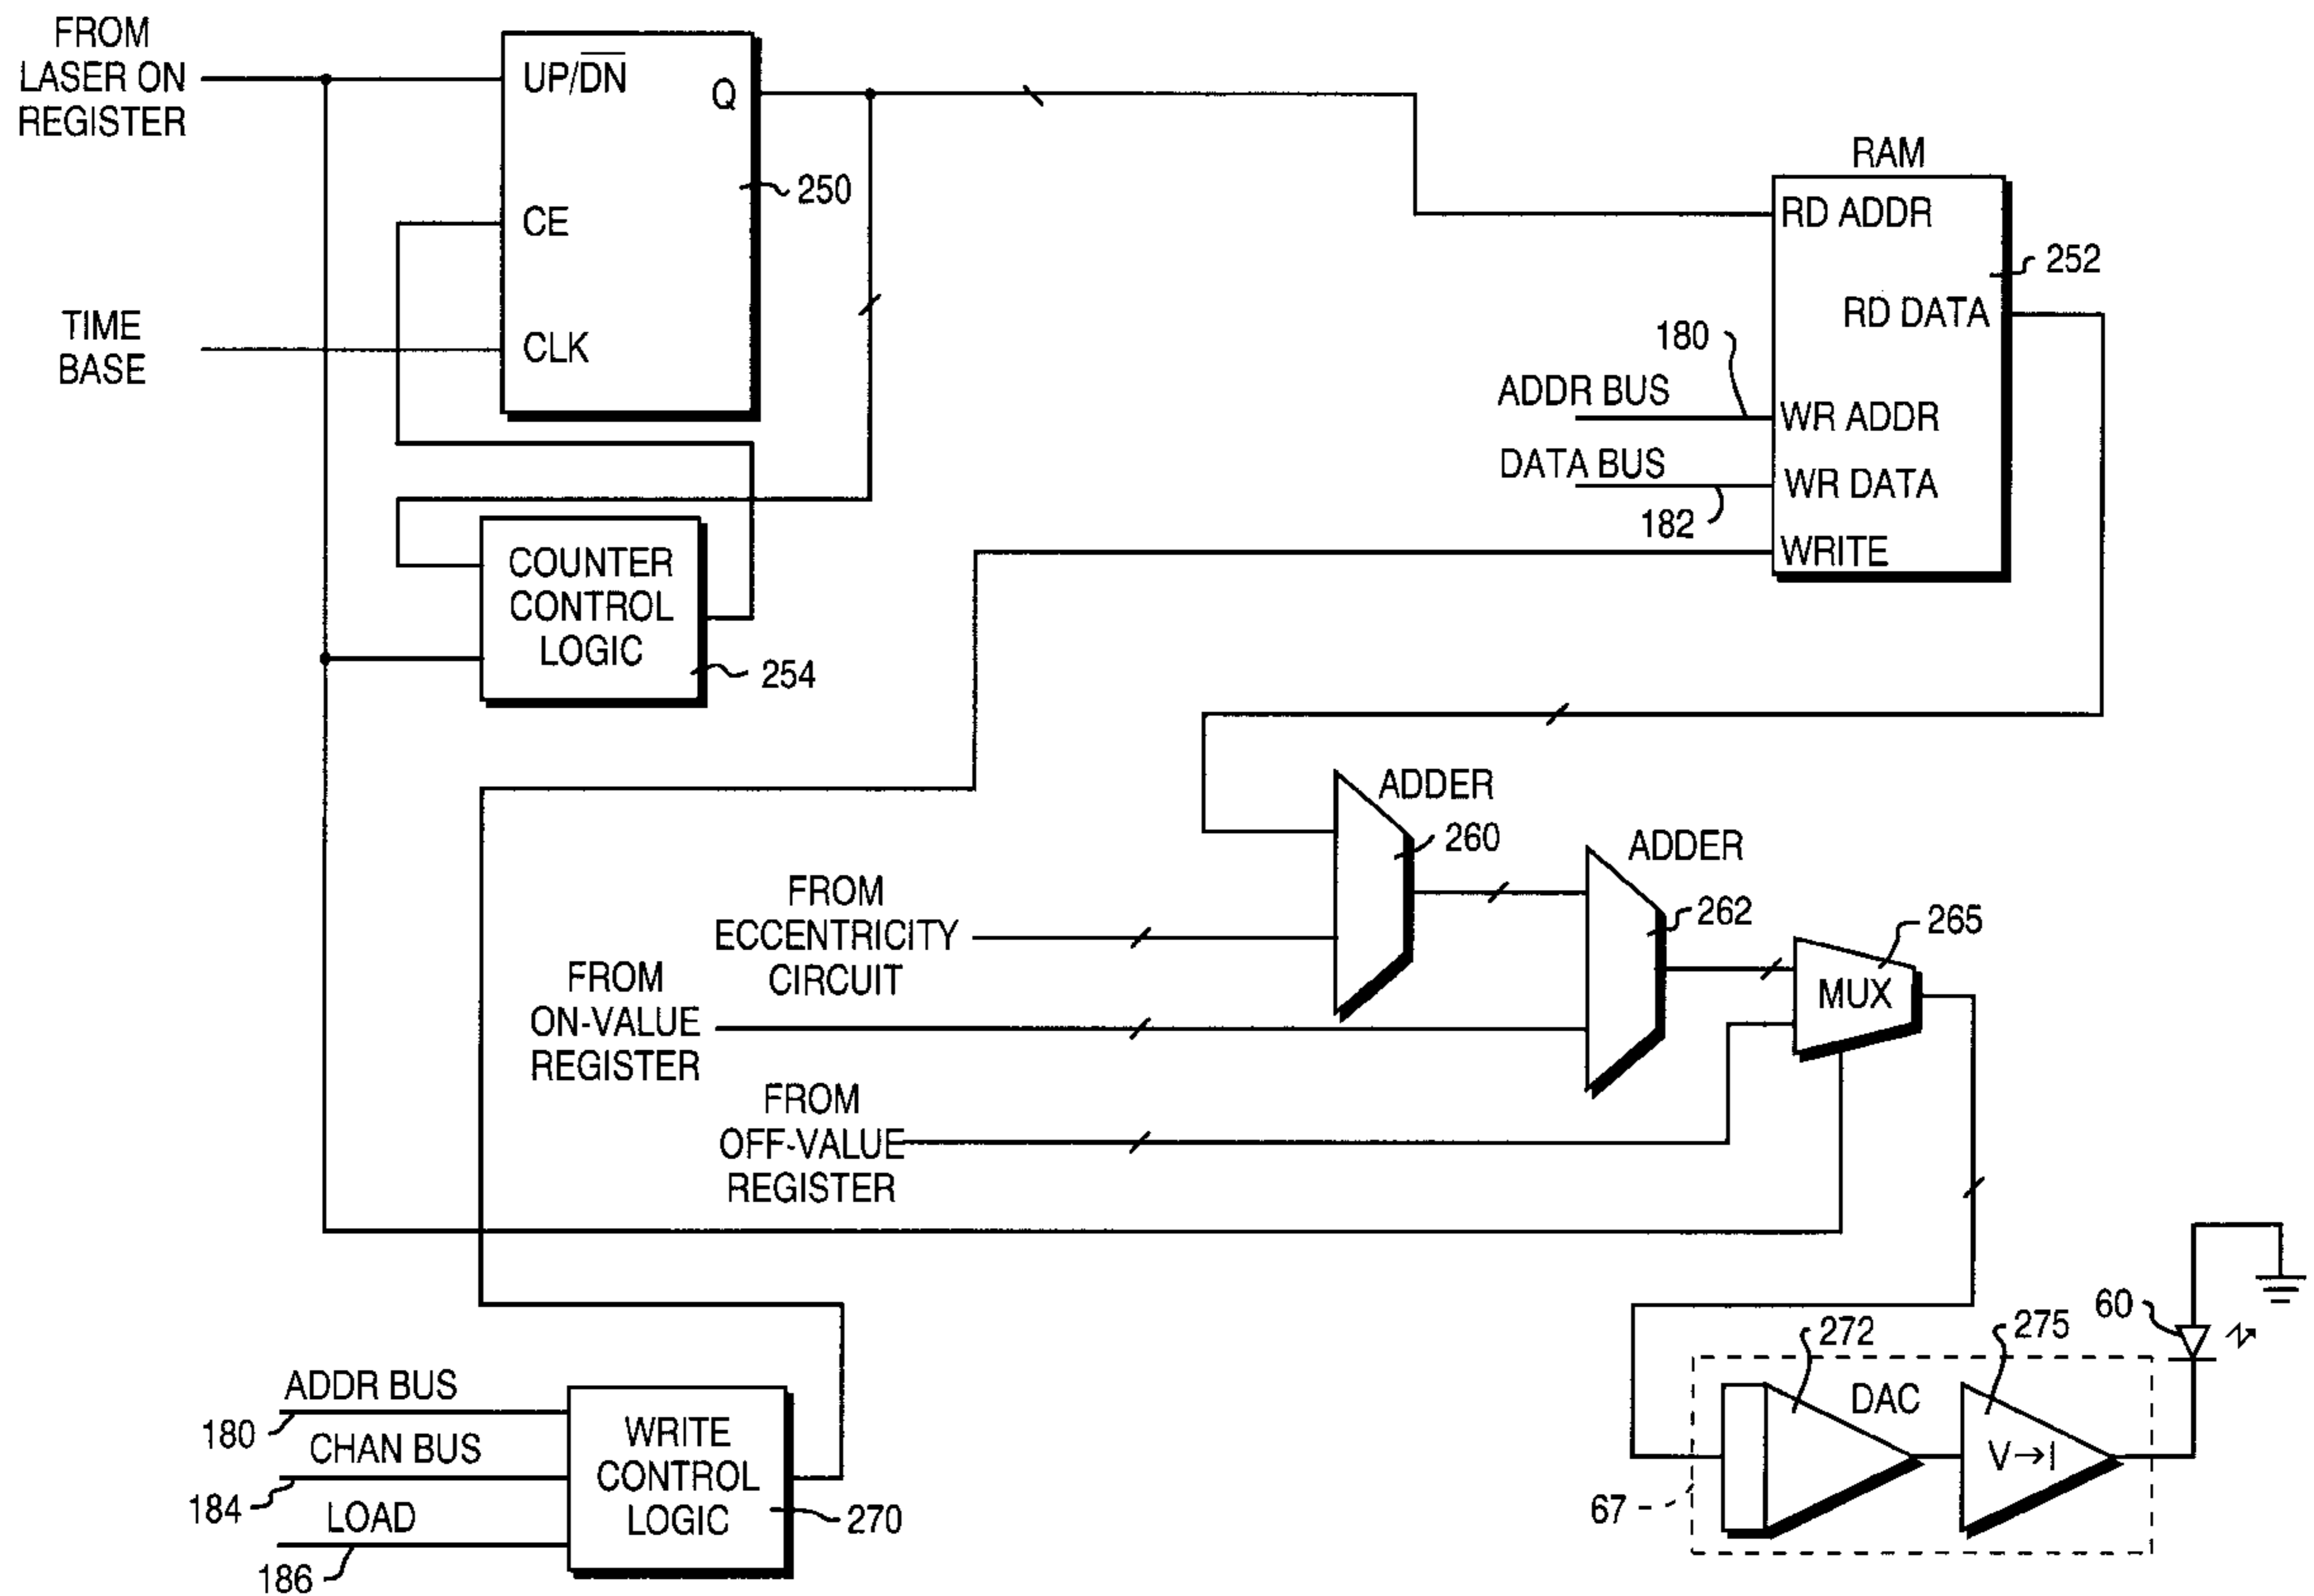 FROM
LASER ON
REGISTER
UP/DN
Q
250
CE
TIME
BASE
CLK
RAM
RD ADDR
252
RD DATA
180
ADDR BUS
WR ADDR
DATA BUS
WR DATA
182
WRITE
COUNTER
CONTROL
LOGIC
254
ADDER
260
ADDER
262
FROM
ECCENTRICITY
CIRCUIT
265
MUX
FROM
ON-VALUE
REGISTER
FROM
OFF-VALUE
REGISTER
ADDR BUS
180
CHAN BUS
184
LOAD
186
WRITE
CONTROL
LOGIC
270
272
275
60
DAC
V→I
67